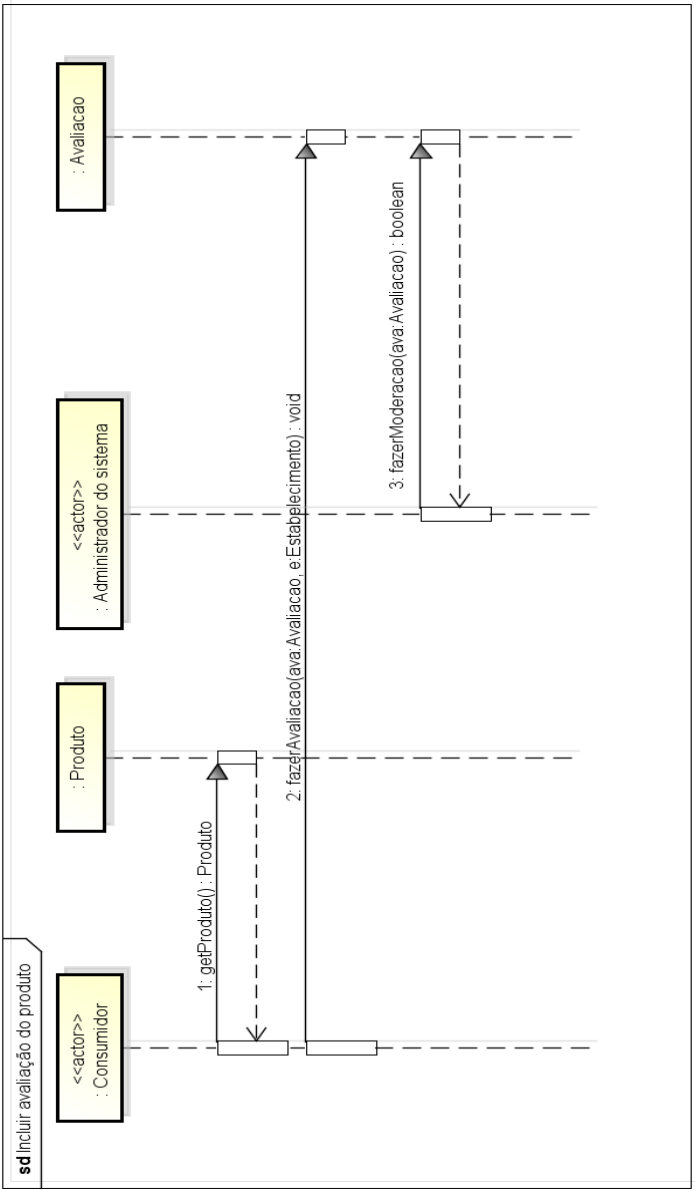 sd Incluir avaliação do produto
<<actor>>
: Consumidor
: Produto
<<actor>>
: Administrador do sistema
: Avaliacao
1: getProduto() : Produto
2: fazerAvaliacao(ava:Avaliacao, e:Estabelecimento) : void
3: fazerModeracao(ava:Avaliacao) : boolean